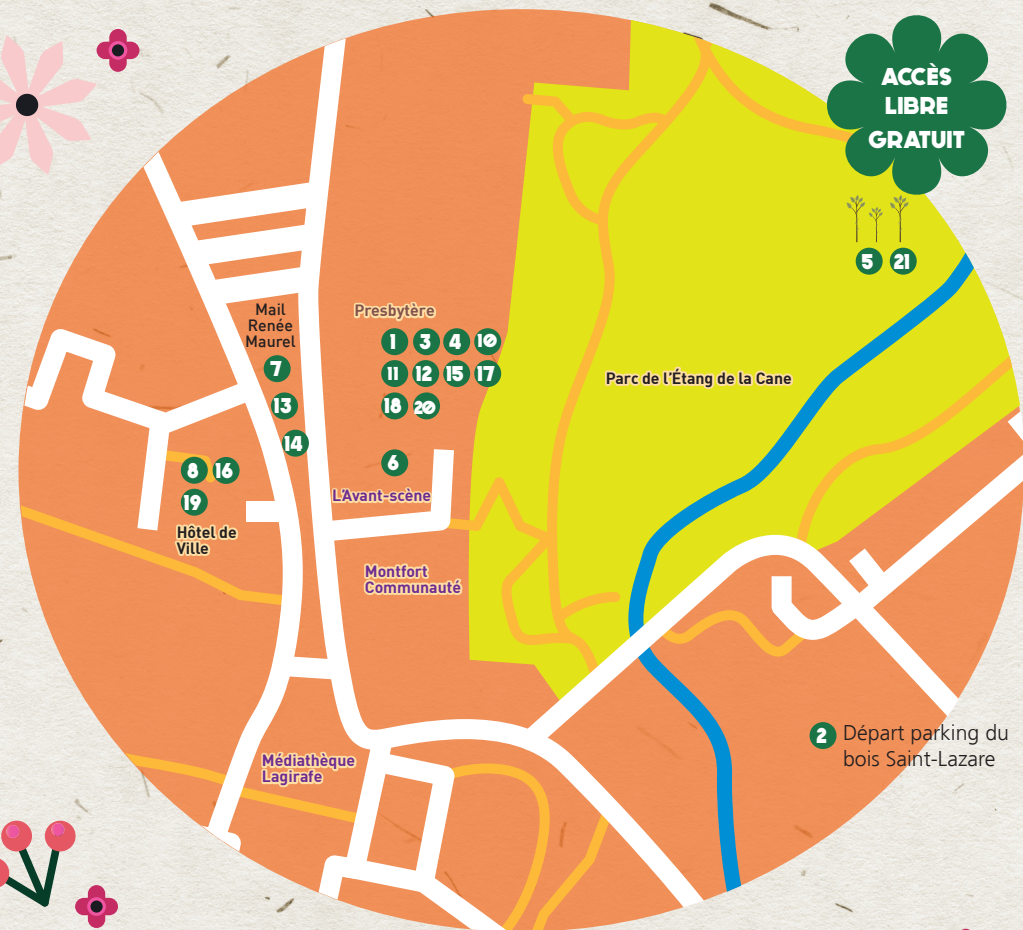 ACCÈS
LIBRE
GRATUIT
5 21
Mail
Renée
Maurel
7
13
14
Presbytère
1 3 4 10
11 12 15 17
18 20
6
L'Avant-scène
Parc de l'Étang de la Cane
8 16
19
Hôtel de
Ville
Montfort
Communauté
Médiathèque
Lagirafe
2 Départ parking du
bois Saint-Lazare